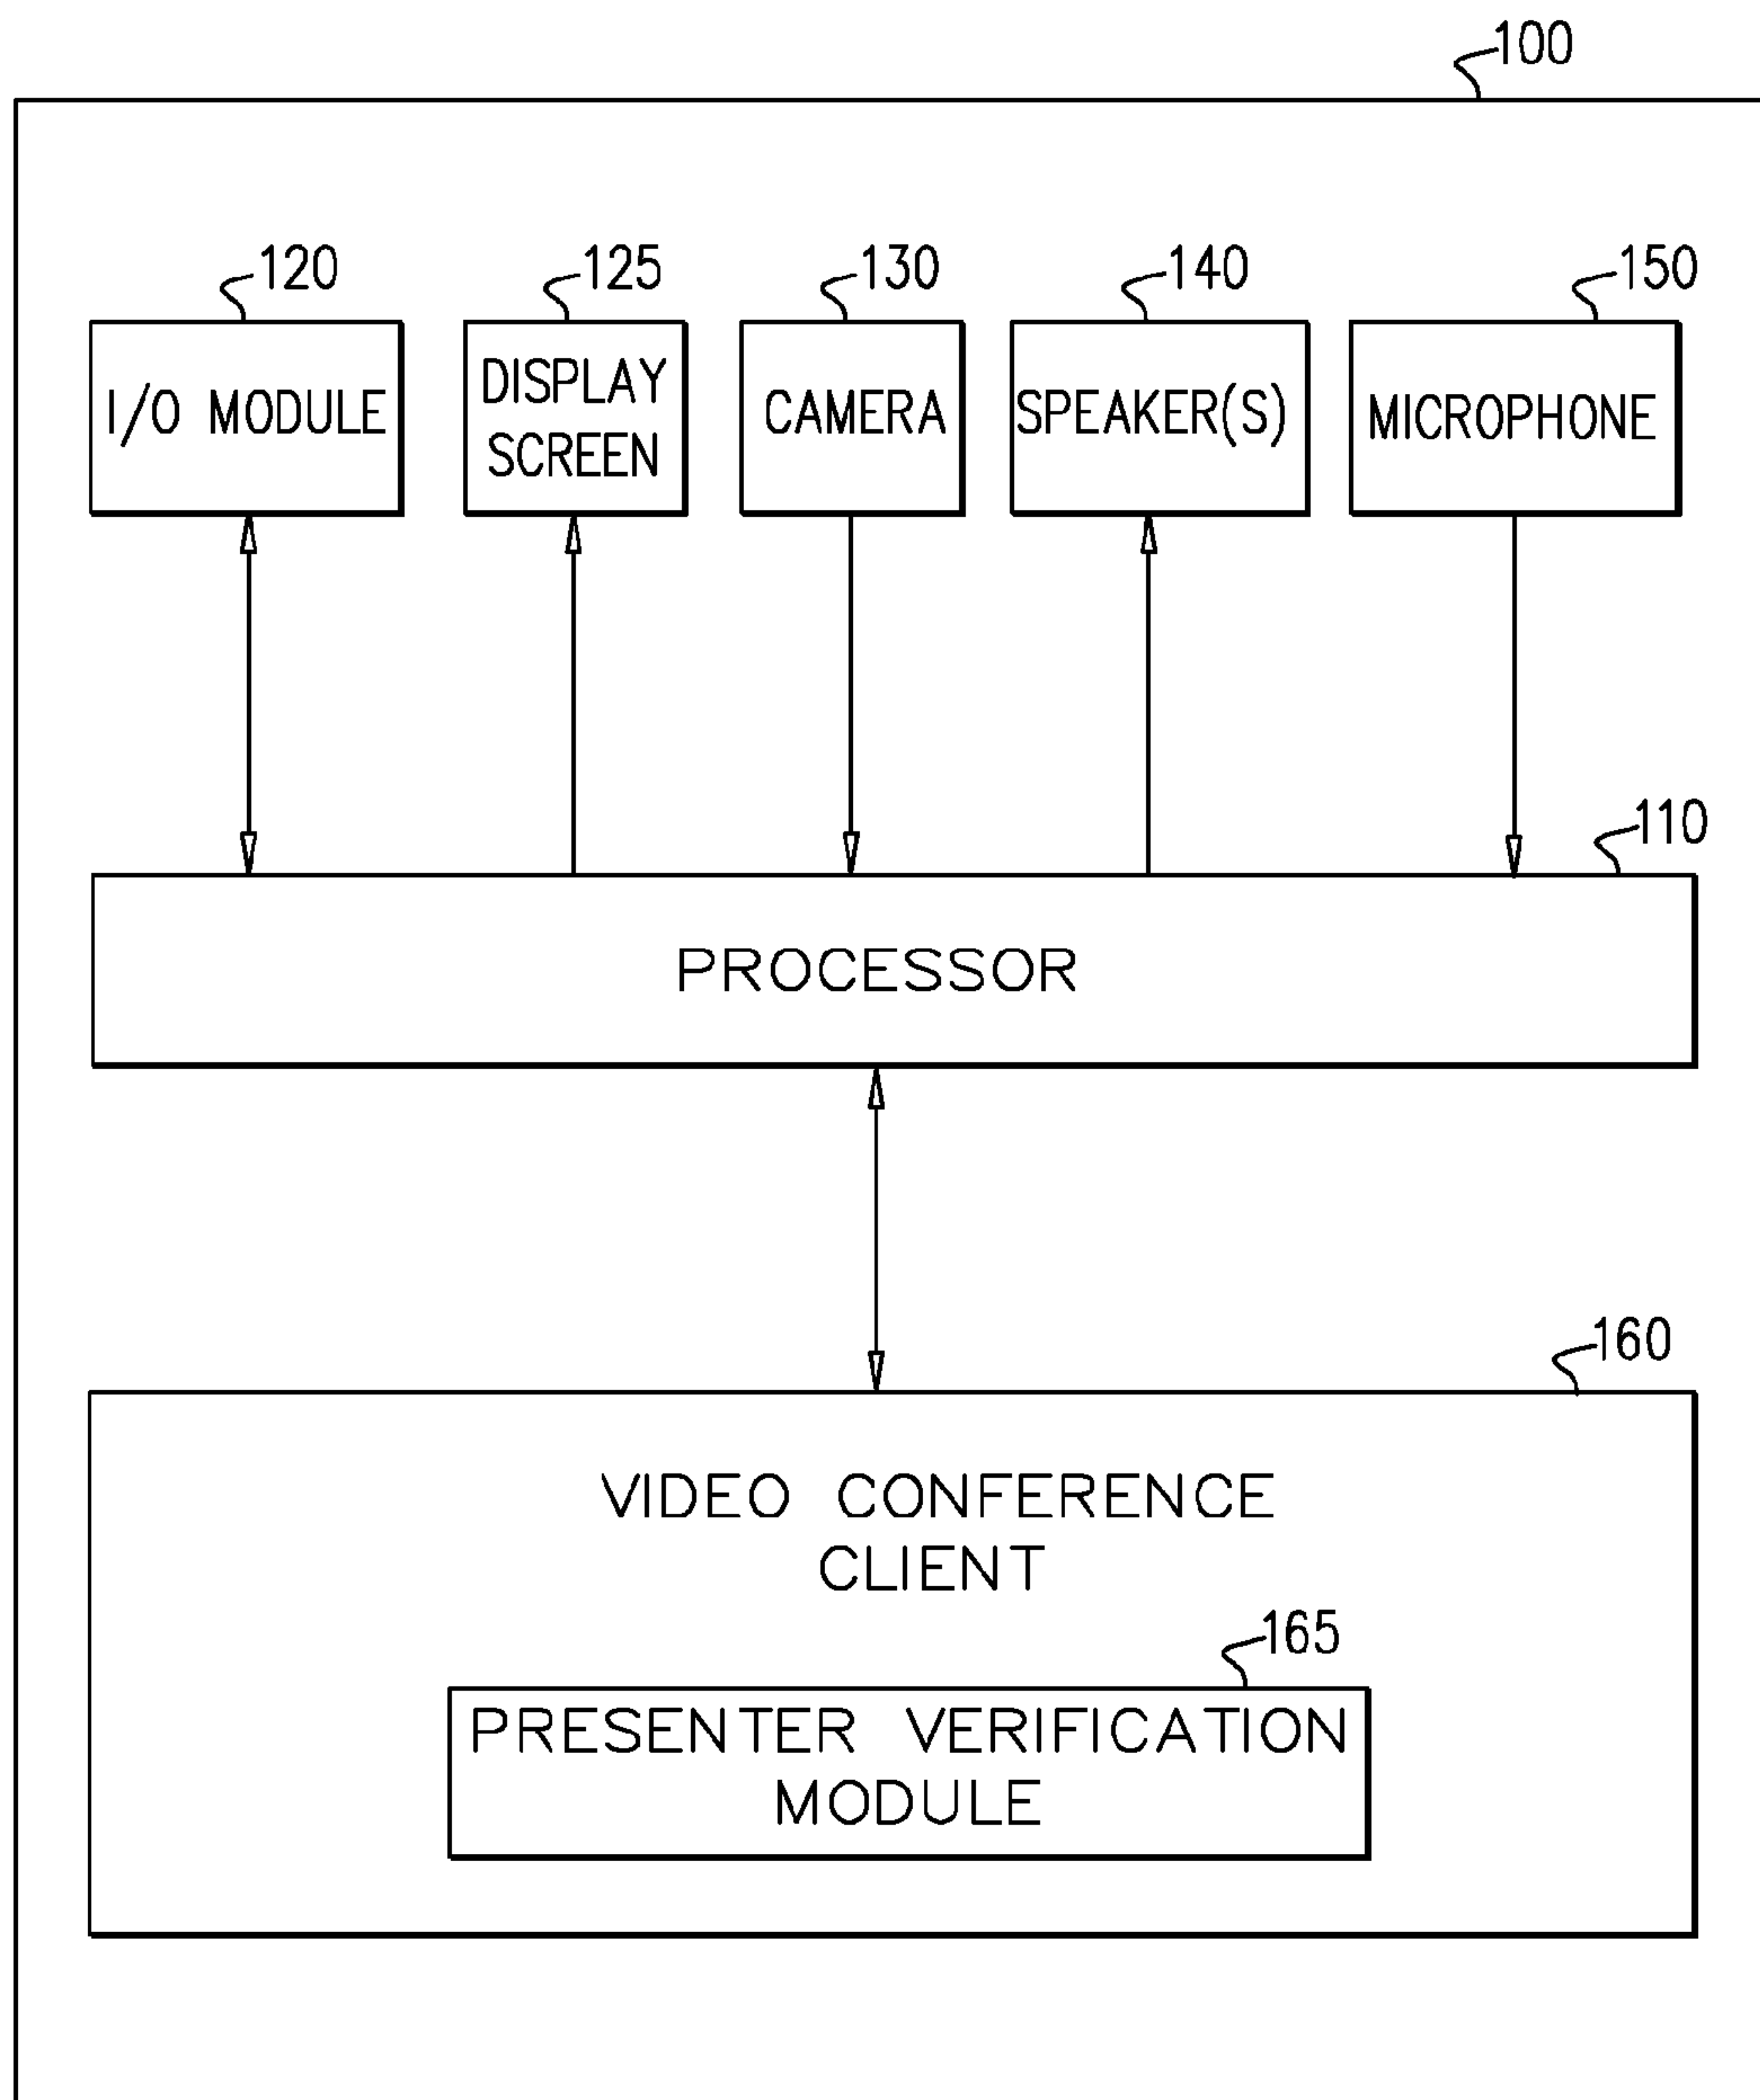 100
120
125
130
140
150
I/O MODULE
DISPLAY
SCREEN
CAMERA
SPEAKER(S)
MICROPHONE
110
PROCESSOR
160
VIDEO CONFERENCE
CLIENT
165
PRESENTER VERIFICATION
MODULE